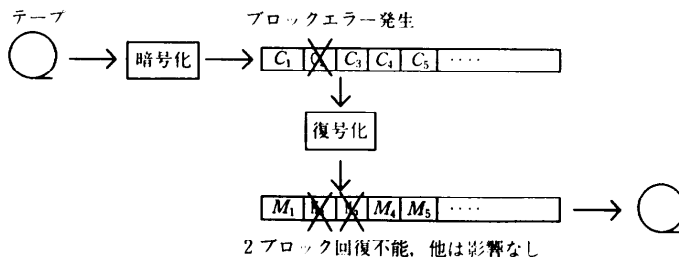 テープ
ブロックエラー発生
暗号化
C₁ C₂ C₃ C₄ C₅ ‥‥
復号化
M₁ M₄ M₅ ‥‥
2ブロック回復不能，他は影響なし